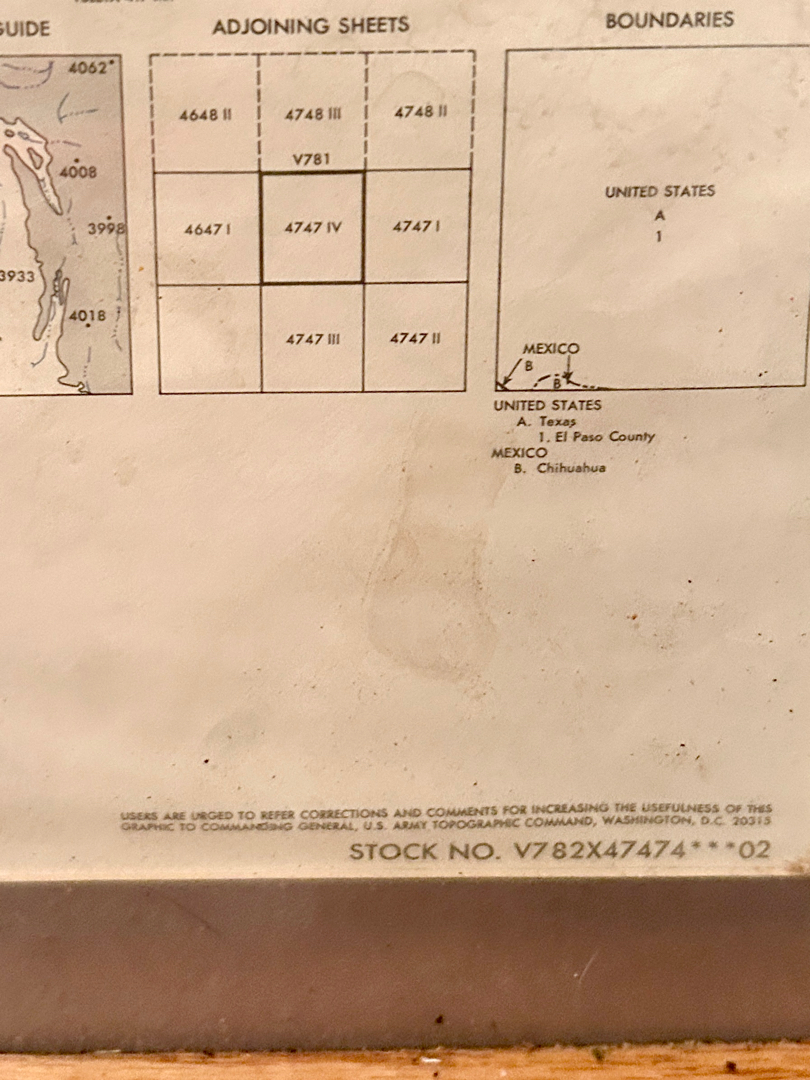 GUIDE
ADJOINING SHEETS
BOUNDARIES
4062
4008
3998
3933
4018
4648 II 4748 III 4748 II
V781
4647 I 4747 IV 4747 I
4747 III 4747 II
UNITED STATES
A
1
MEXICO
B
B
UNITED STATES
A. Texas
1. El Paso County
MEXICO
B. Chihuahua
USERS ARE URGED TO REFER CORRECTIONS AND COMMENTS FOR INCREASING THE USEFULNESS OF THIS
GRAPHIC TO COMMANDING GENERAL, U.S. ARMY TOPOGRAPHIC COMMAND, WASHINGTON, D.C. 20315
STOCK NO. V782X47474***02